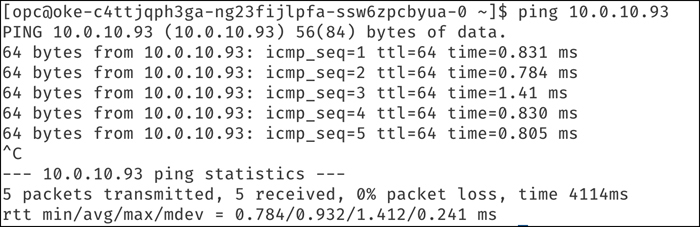 [opc@oke-c4ttjqph3ga-ng23fijlpfa-ssw6zpcbyua-0 ~]$ ping 10.0.10.93
PING 10.0.10.93 (10.0.10.93) 56(84) bytes of data.
64 bytes from 10.0.10.93: icmp_seq=1 ttl=64 time=0.831 ms
64 bytes from 10.0.10.93: icmp_seq=2 ttl=64 time=0.784 ms
64 bytes from 10.0.10.93: icmp_seq=3 ttl=64 time=1.41 ms
64 bytes from 10.0.10.93: icmp_seq=4 ttl=64 time=0.830 ms
64 bytes from 10.0.10.93: icmp_seq=5 ttl=64 time=0.805 ms
^C
--- 10.0.10.93 ping statistics ---
5 packets transmitted, 5 received, 0% packet loss, time 4114ms
rtt min/avg/max/mdev = 0.784/0.932/1.412/0.241 ms